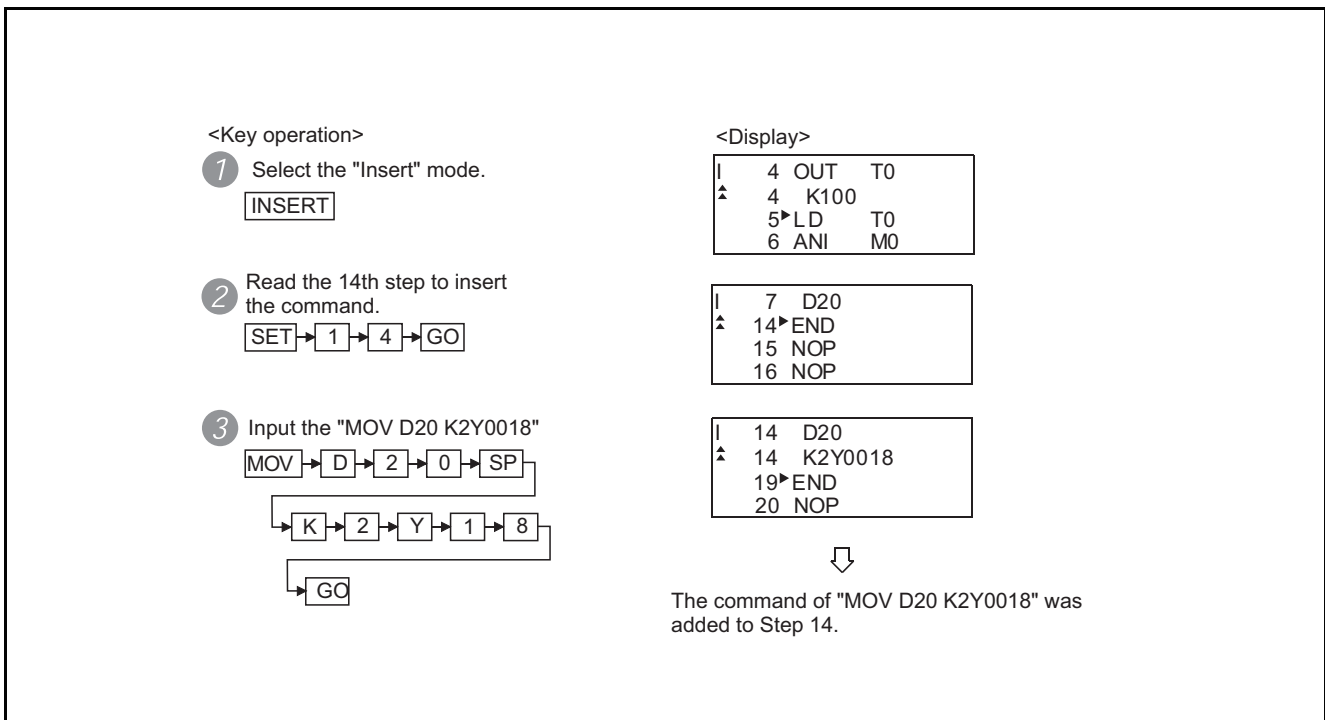 <Key operation>
1 Select the "Insert" mode.
INSERT
2 Read the 14th step to insert
the command.
SET 1 4 GO
3 Input the "MOV D20 K2Y0018"
MOV D 2 0 SP
K 2 Y 1 8
GO
<Display>
I 4 OUT T0
4 K100
5 LD T0
6 ANI M0
I 7 D20
14 END
15 NOP
16 NOP
I 14 D20
14 K2Y0018
19 END
20 NOP
The command of "MOV D20 K2Y0018" was
added to Step 14.